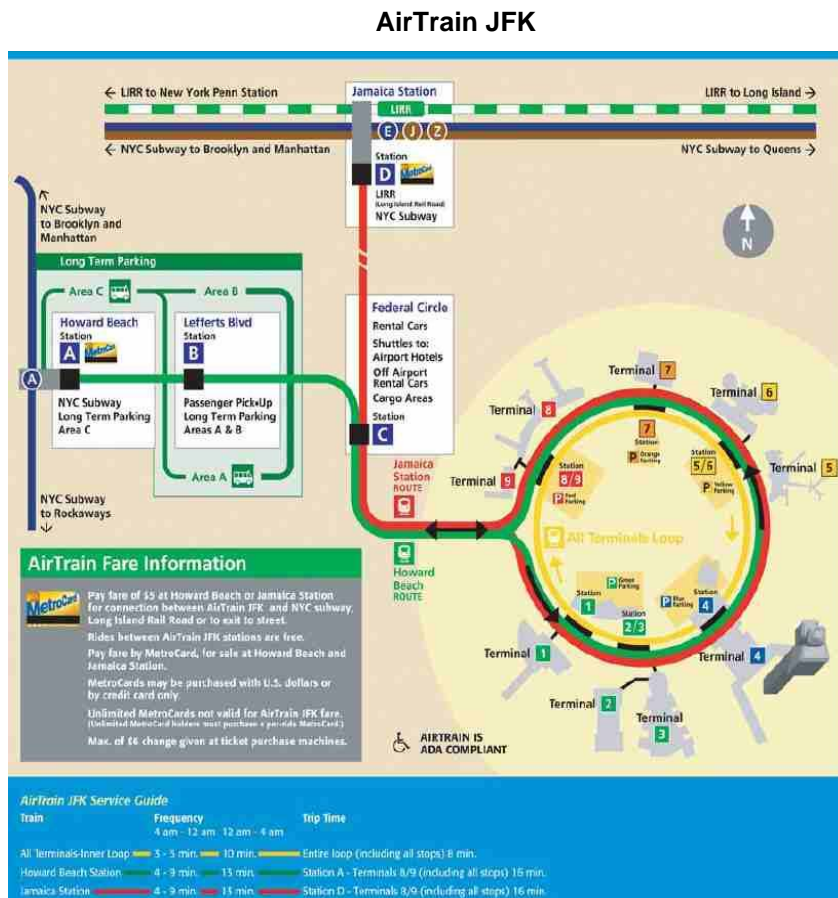 AirTrain JFK
← LIRR to New York Penn Station
Jamaica Station
LIRR to Long Island →
LIRR
E J Z
← NYC Subway to Brooklyn and Manhattan
NYC Subway to Queens →
Station
D MetroCard
LIRR
(Long Island Rail Road)
NYC Subway
NYC Subway
to Brooklyn and
Manhattan
N
Long Term Parking
Area C
Area B
Howard Beach
Station
A MetroCard
NYC Subway
Long Term Parking
Area C
Lefferts Blvd
Station
B
Passenger Pick-Up
Long Term Parking
Areas A & B
A
Area A
Federal Circle
Rental Cars
Shuttles to:
Airport Hotels
Off Airport
Rental Cars
Cargo Areas
Station
C
NYC Subway
to Rockaways
Jamaica
Station
ROUTE
Howard
Beach
ROUTE
Terminal 7
Terminal 6
Terminal 8
Terminal 5
Terminal 9
7
Station
P Orange
Parking
Station
8/9
P Red
Parking
Station
5/6
P Yellow
Parking
All Terminals Loop
P Green
Parking
Station
1
Station
2/3
P Blue
Parking
Station
4
Terminal 1
Terminal 4
Terminal
2
Terminal
3
AirTrain Fare Information
MetroCard
Pay fare of $5 at Howard Beach or Jamaica Station
for connection between AirTrain JFK and NYC subway,
Long Island Rail Road or to exit to street.
Rides between AirTrain JFK stations are free.
Pay fare by MetroCard, for sale at Howard Beach and
Jamaica Station.
MetroCards may be purchased with U.S. dollars or
by credit card only.
Unlimited MetroCards not valid for AirTrain JFK fare.
(Unlimited MetroCard holders must purchase a pay-per-ride MetroCard.)
Max. of $6 change given at ticket purchase machines.
AIRTRAIN IS
ADA COMPLIANT
AirTrain JFK Service Guide
Train Frequency Trip Time
4 am - 12 am 12 am - 4 am
All Terminals-Inner Loop 3 - 5 min. 10 min. Entire loop (including all stops) 8 min.
Howard Beach Station 4 - 9 min. 15 min. Station A - Terminals 8/9 (including all stops) 16 min.
Jamaica Station 4 - 9 min. 15 min. Station D - Terminals 8/9 (including all stops) 16 min.